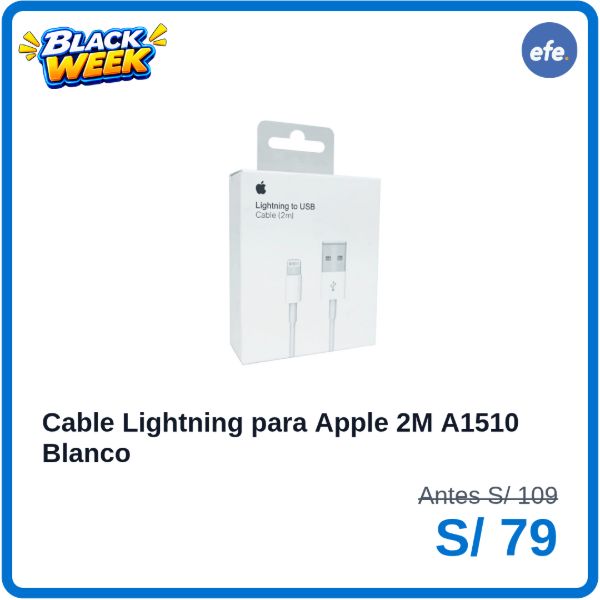 BLACK
WEEK
efe.
Lightning to USB
Cable (2m)
Cable Lightning para Apple 2M A1510
Blanco
Antes S/ 109
S/ 79